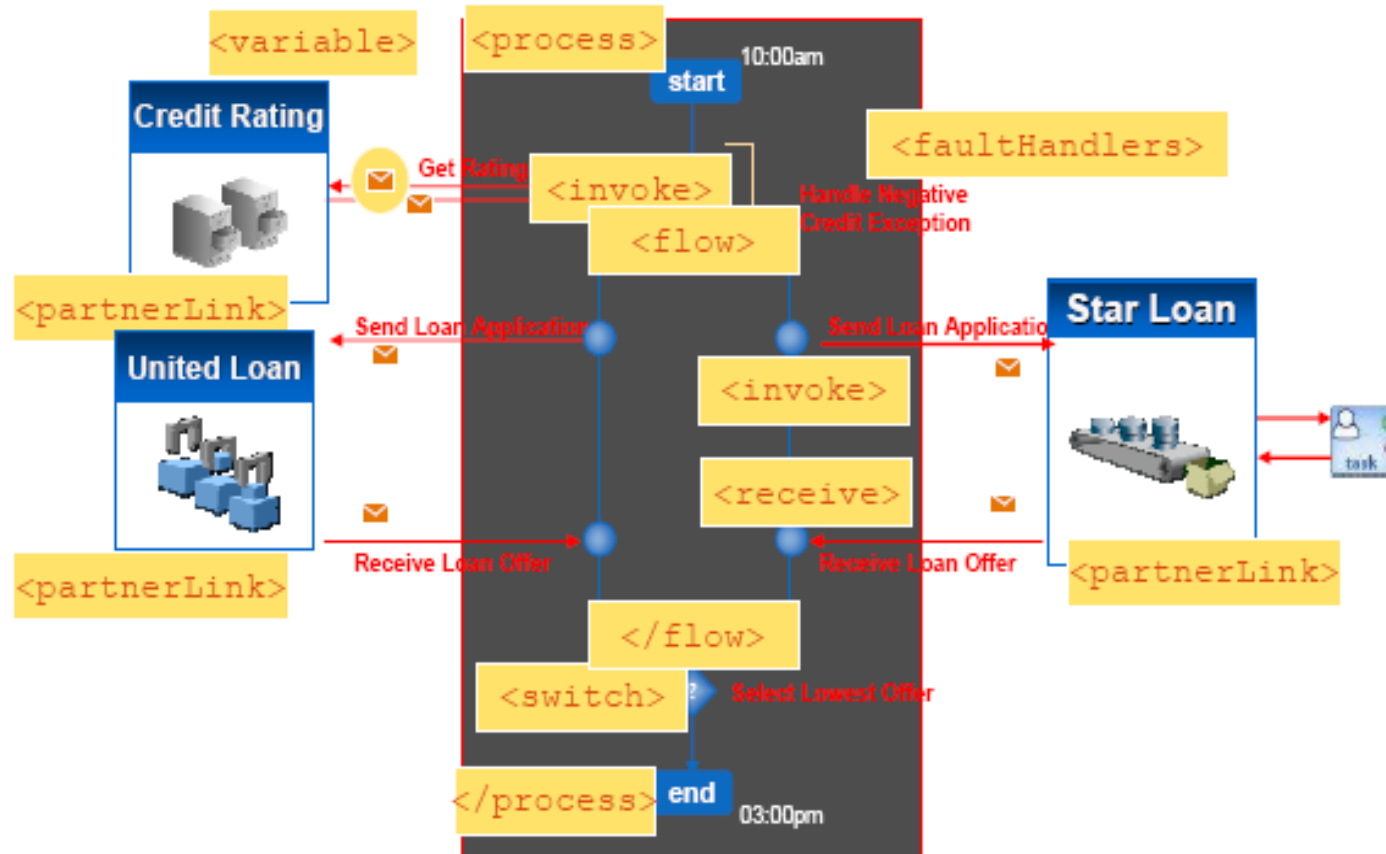 <variable>
<process>
10:00am
start
Credit Rating
<faultHandlers>
Get Rating
<invoke>
Handle Negative
Credit Exception
<flow>
<partnerLink>
Send Loan Application
Send Loan Applicatio
Star Loan
United Loan
<invoke>
task
<receive>
Receive Loan Offer
Receive Loan Offer
<partnerLink>
<partnerLink>
</flow>
<switch>
?
Select Lowest Offer
</process>
end
03:00pm